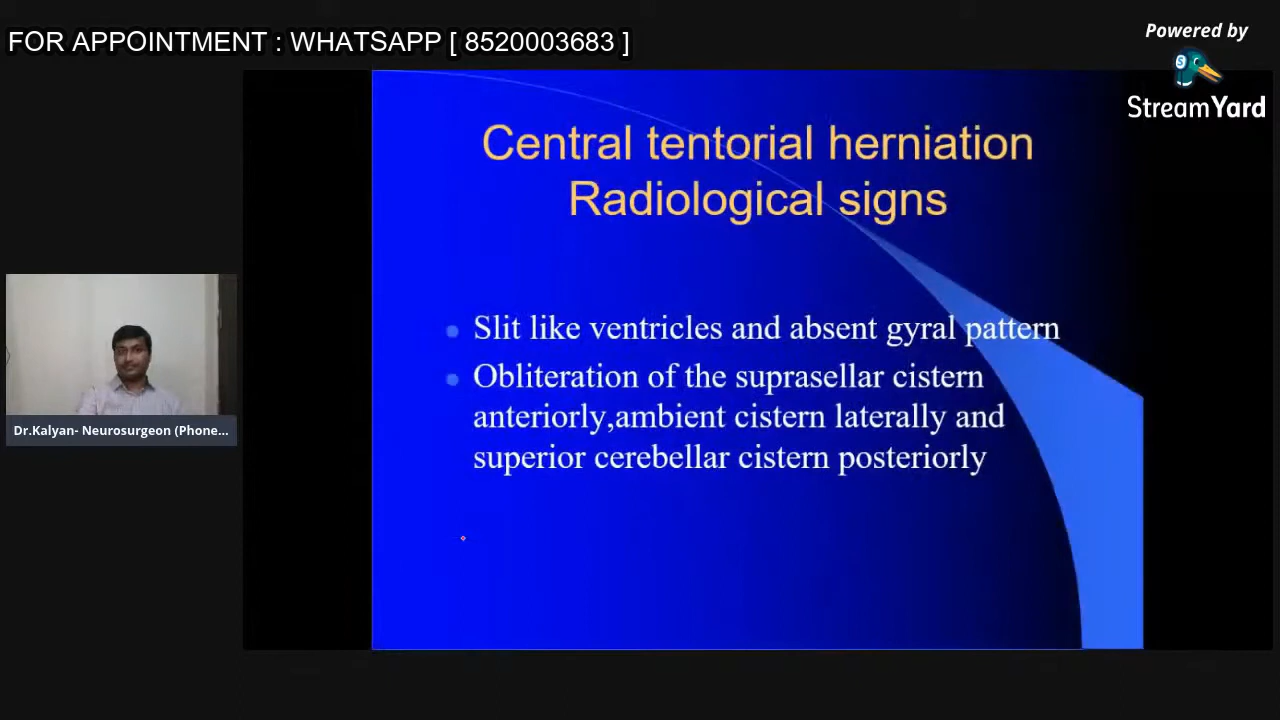 FOR APPOINTMENT : WHATSAPP [ 8520003683 ]
Powered by
StreamYard
Central tentorial herniation
Radiological signs
Slit like ventricles and absent gyral pattern
Obliteration of the suprasellar cistern
anteriorly,ambient cistern laterally and
superior cerebellar cistern posteriorly
Dr.Kalyan- Neurosurgeon (Phone...